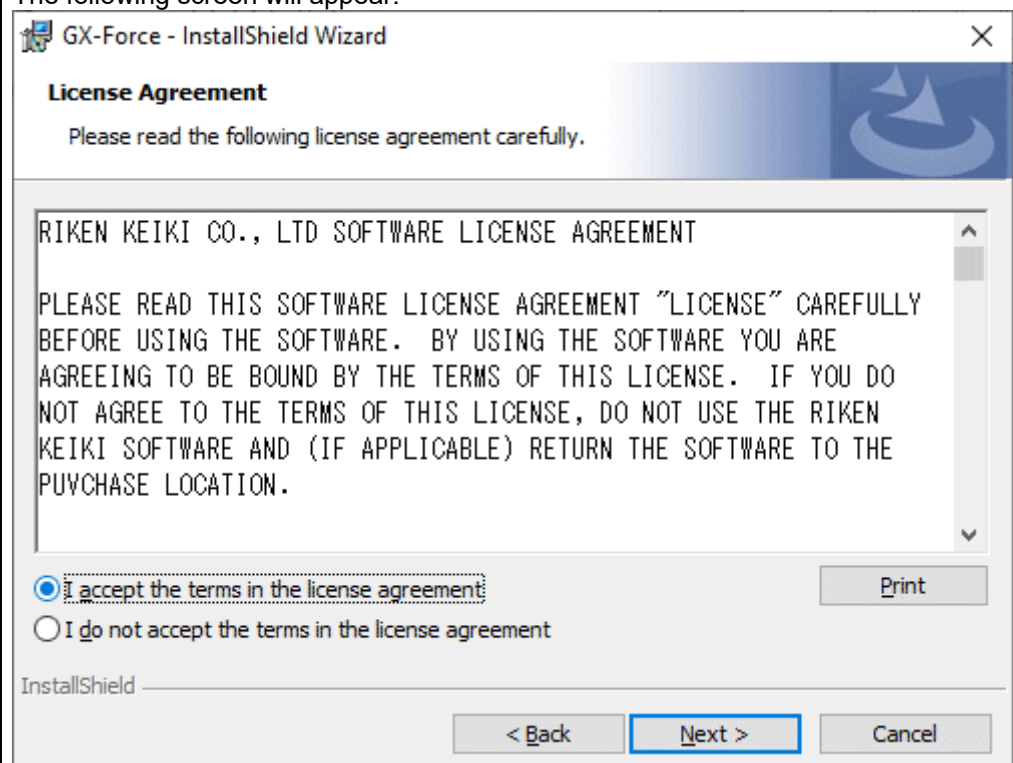 The following screen will appear.
GX-Force - InstallShield Wizard
License Agreement
Please read the following license agreement carefully.
RIKEN KEIKI CO., LTD SOFTWARE LICENSE AGREEMENT
PLEASE READ THIS SOFTWARE LICENSE AGREEMENT "LICENSE" CAREFULLY
BEFORE USING THE SOFTWARE.  BY USING THE SOFTWARE YOU ARE
AGREEING TO BE BOUND BY THE TERMS OF THIS LICENSE.  IF YOU DO
NOT AGREE TO THE TERMS OF THIS LICENSE, DO NOT USE THE RIKEN
KEIKI SOFTWARE AND (IF APPLICABLE) RETURN THE SOFTWARE TO THE
PUVCHASE LOCATION.
I accept the terms in the license agreement
Print
I do not accept the terms in the license agreement
InstallShield
< Back
Next >
Cancel